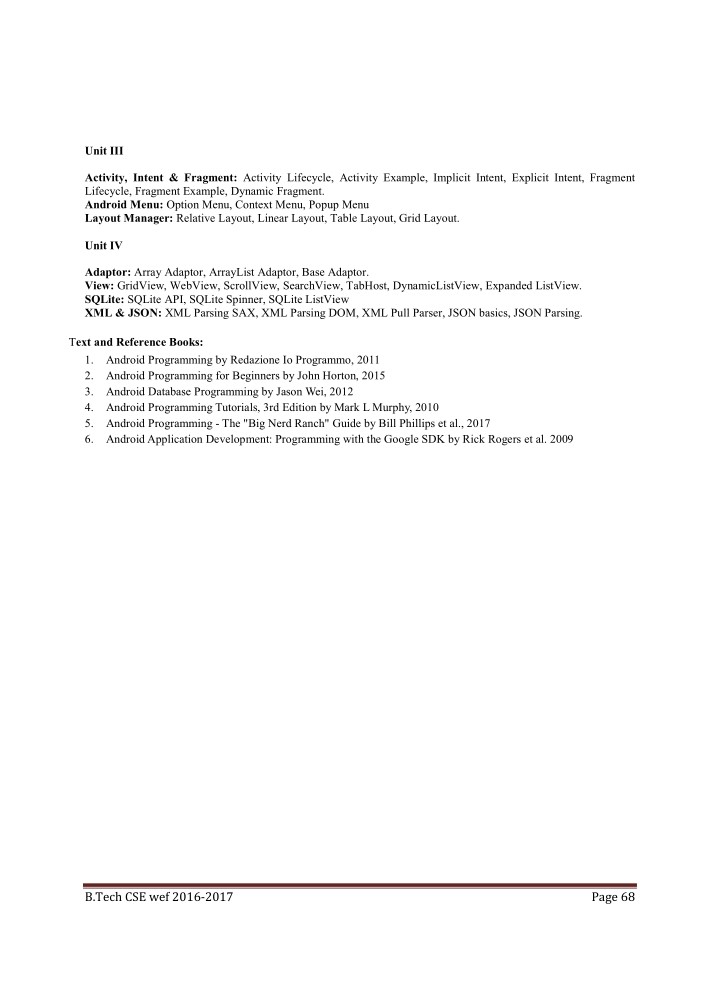 Unit III
Activity, Intent & Fragment: Activity Lifecycle, Activity Example, Implicit Intent, Explicit Intent, Fragment
Lifecycle, Fragment Example, Dynamic Fragment.
Android Menu: Option Menu, Context Menu, Popup Menu
Layout Manager: Relative Layout, Linear Layout, Table Layout, Grid Layout.
Unit IV
Adaptor: Array Adaptor, ArrayList Adaptor, Base Adaptor.
View: GridView, WebView, ScrollView, SearchView, TabHost, DynamicListView, Expanded ListView.
SQLite: SQLite API, SQLite Spinner, SQLite ListView
XML & JSON: XML Parsing SAX, XML Parsing DOM, XML Pull Parser, JSON basics, JSON Parsing.
Text and Reference Books:
1. Android Programming by Redazione Io Programmo, 2011
2. Android Programming for Beginners by John Horton, 2015
3. Android Database Programming by Jason Wei, 2012
4. Android Programming Tutorials, 3rd Edition by Mark L Murphy, 2010
5. Android Programming - The "Big Nerd Ranch" Guide by Bill Phillips et al., 2017
6. Android Application Development: Programming with the Google SDK by Rick Rogers et al. 2009
B.Tech CSE wef 2016-2017 Page 68